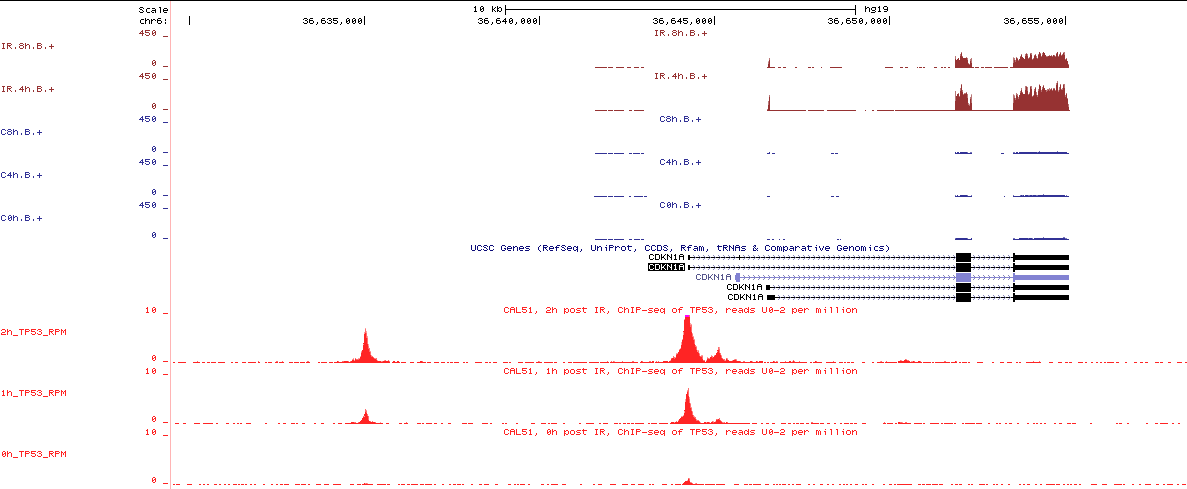 Scale 10 kb hg19
chr6: 36,635,000 36,640,000 36,645,000 36,650,000 36,655,000
450 IR.8h.B.+
IR.8h.B.+
0
450 IR.4h.B.+
IR.4h.B.+
0
450 C8h.B.+
C8h.B.+
0
450 C4h.B.+
C4h.B.+
0
450 C0h.B.+
C0h.B.+
0
UCSC Genes (RefSeq, UniProt, CCDS, Rfam, tRNAs & Comparative Genomics)
CDKN1A
CDKN1A
CDKN1A
CDKN1A
CDKN1A
10 CAL51, 2h post IR, ChIP-seq of TP53, reads U0-2 per million
2h_TP53_RPM
0
10 CAL51, 1h post IR, ChIP-seq of TP53, reads U0-2 per million
1h_TP53_RPM
0
10 CAL51, 0h post IR, ChIP-seq of TP53, reads U0-2 per million
0h_TP53_RPM
0